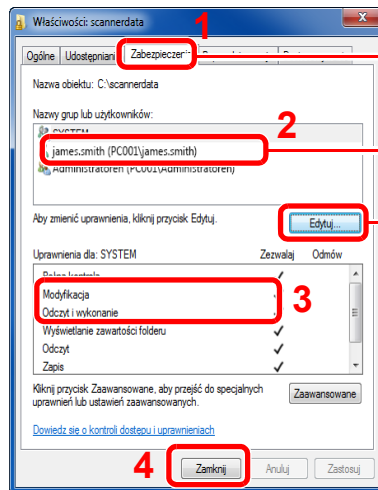 Właściwości: scannerdata
1
Ogólne Udostępniani Zabezpieczenia
Nazwa obiektu: C:\scannerdata
Nazwy grup lub użytkowników:
2
SYSTEM
james.smith (PC001\james.smith)
Administratoren (PC001\Administratoren)
Aby zmienić uprawnienia, kliknij przycisk Edytuj.
Edytuj...
Uprawnienia dla: SYSTEM Zezwalaj Odmów
Pełna kontrola
Modyfikacja
3
Odczyt i wykonanie
Wyświetlanie zawartości folderu
Odczyt
Zapis
Kliknij przycisk Zaawansowane, aby przejść do specjalnych
uprawnień lub ustawień zaawansowanych.
Zaawansowane
Dowiedz się o kontroli dostępu i uprawnieniach
4
Zamknij Anuluj Zastosuj